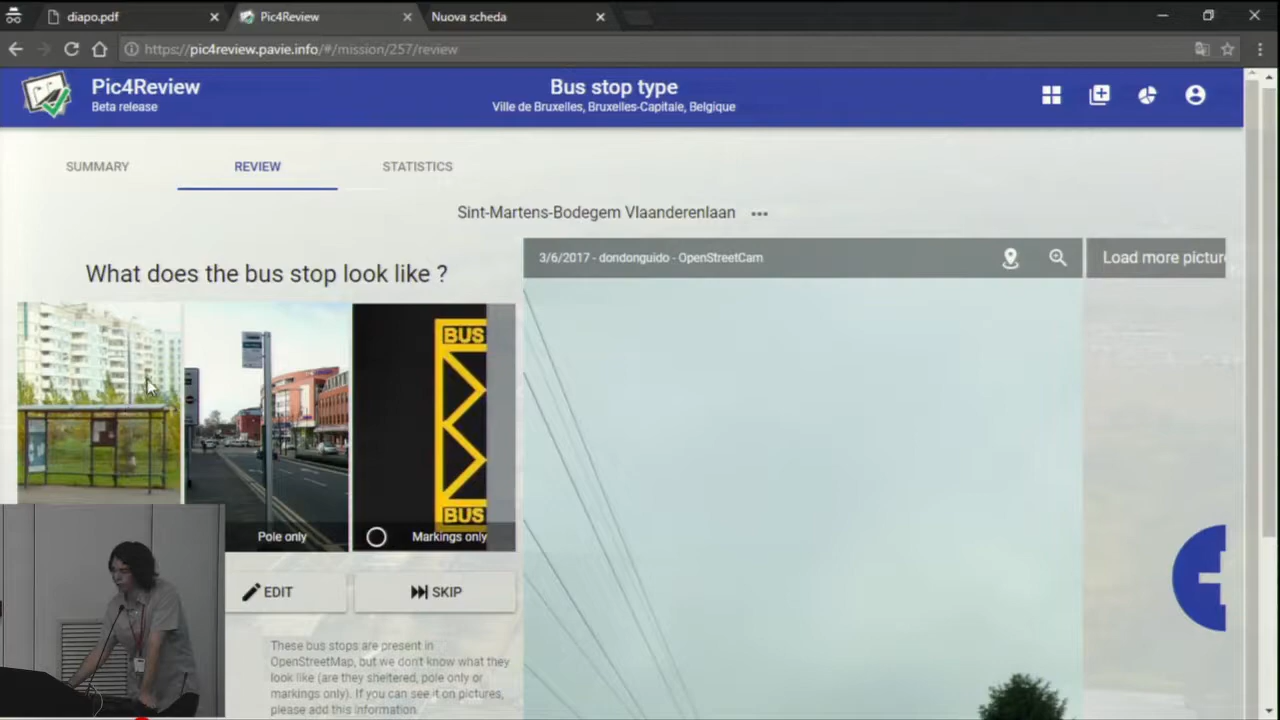 diapo.pdf
Pic4Review
Nuova scheda
https://pic4review.pavie.info/#/mission/257/review
Pic4Review
Beta release
Bus stop type
Ville de Bruxelles, Bruxelles-Capitale, Belgique
SUMMARY
REVIEW
STATISTICS
Sint-Martens-Bodegem Vlaanderenlaan
What does the bus stop look like ?
3/6/2017 - dondonguido - OpenStreetCam
Load more pictur
BUS
BUS
Pole only
Markings only
EDIT
SKIP
These bus stops are present in
OpenStreetMap, but we don't know what they
look like (are they sheltered, pole only or
markings only). If you can see it on pictures,
please add this information.